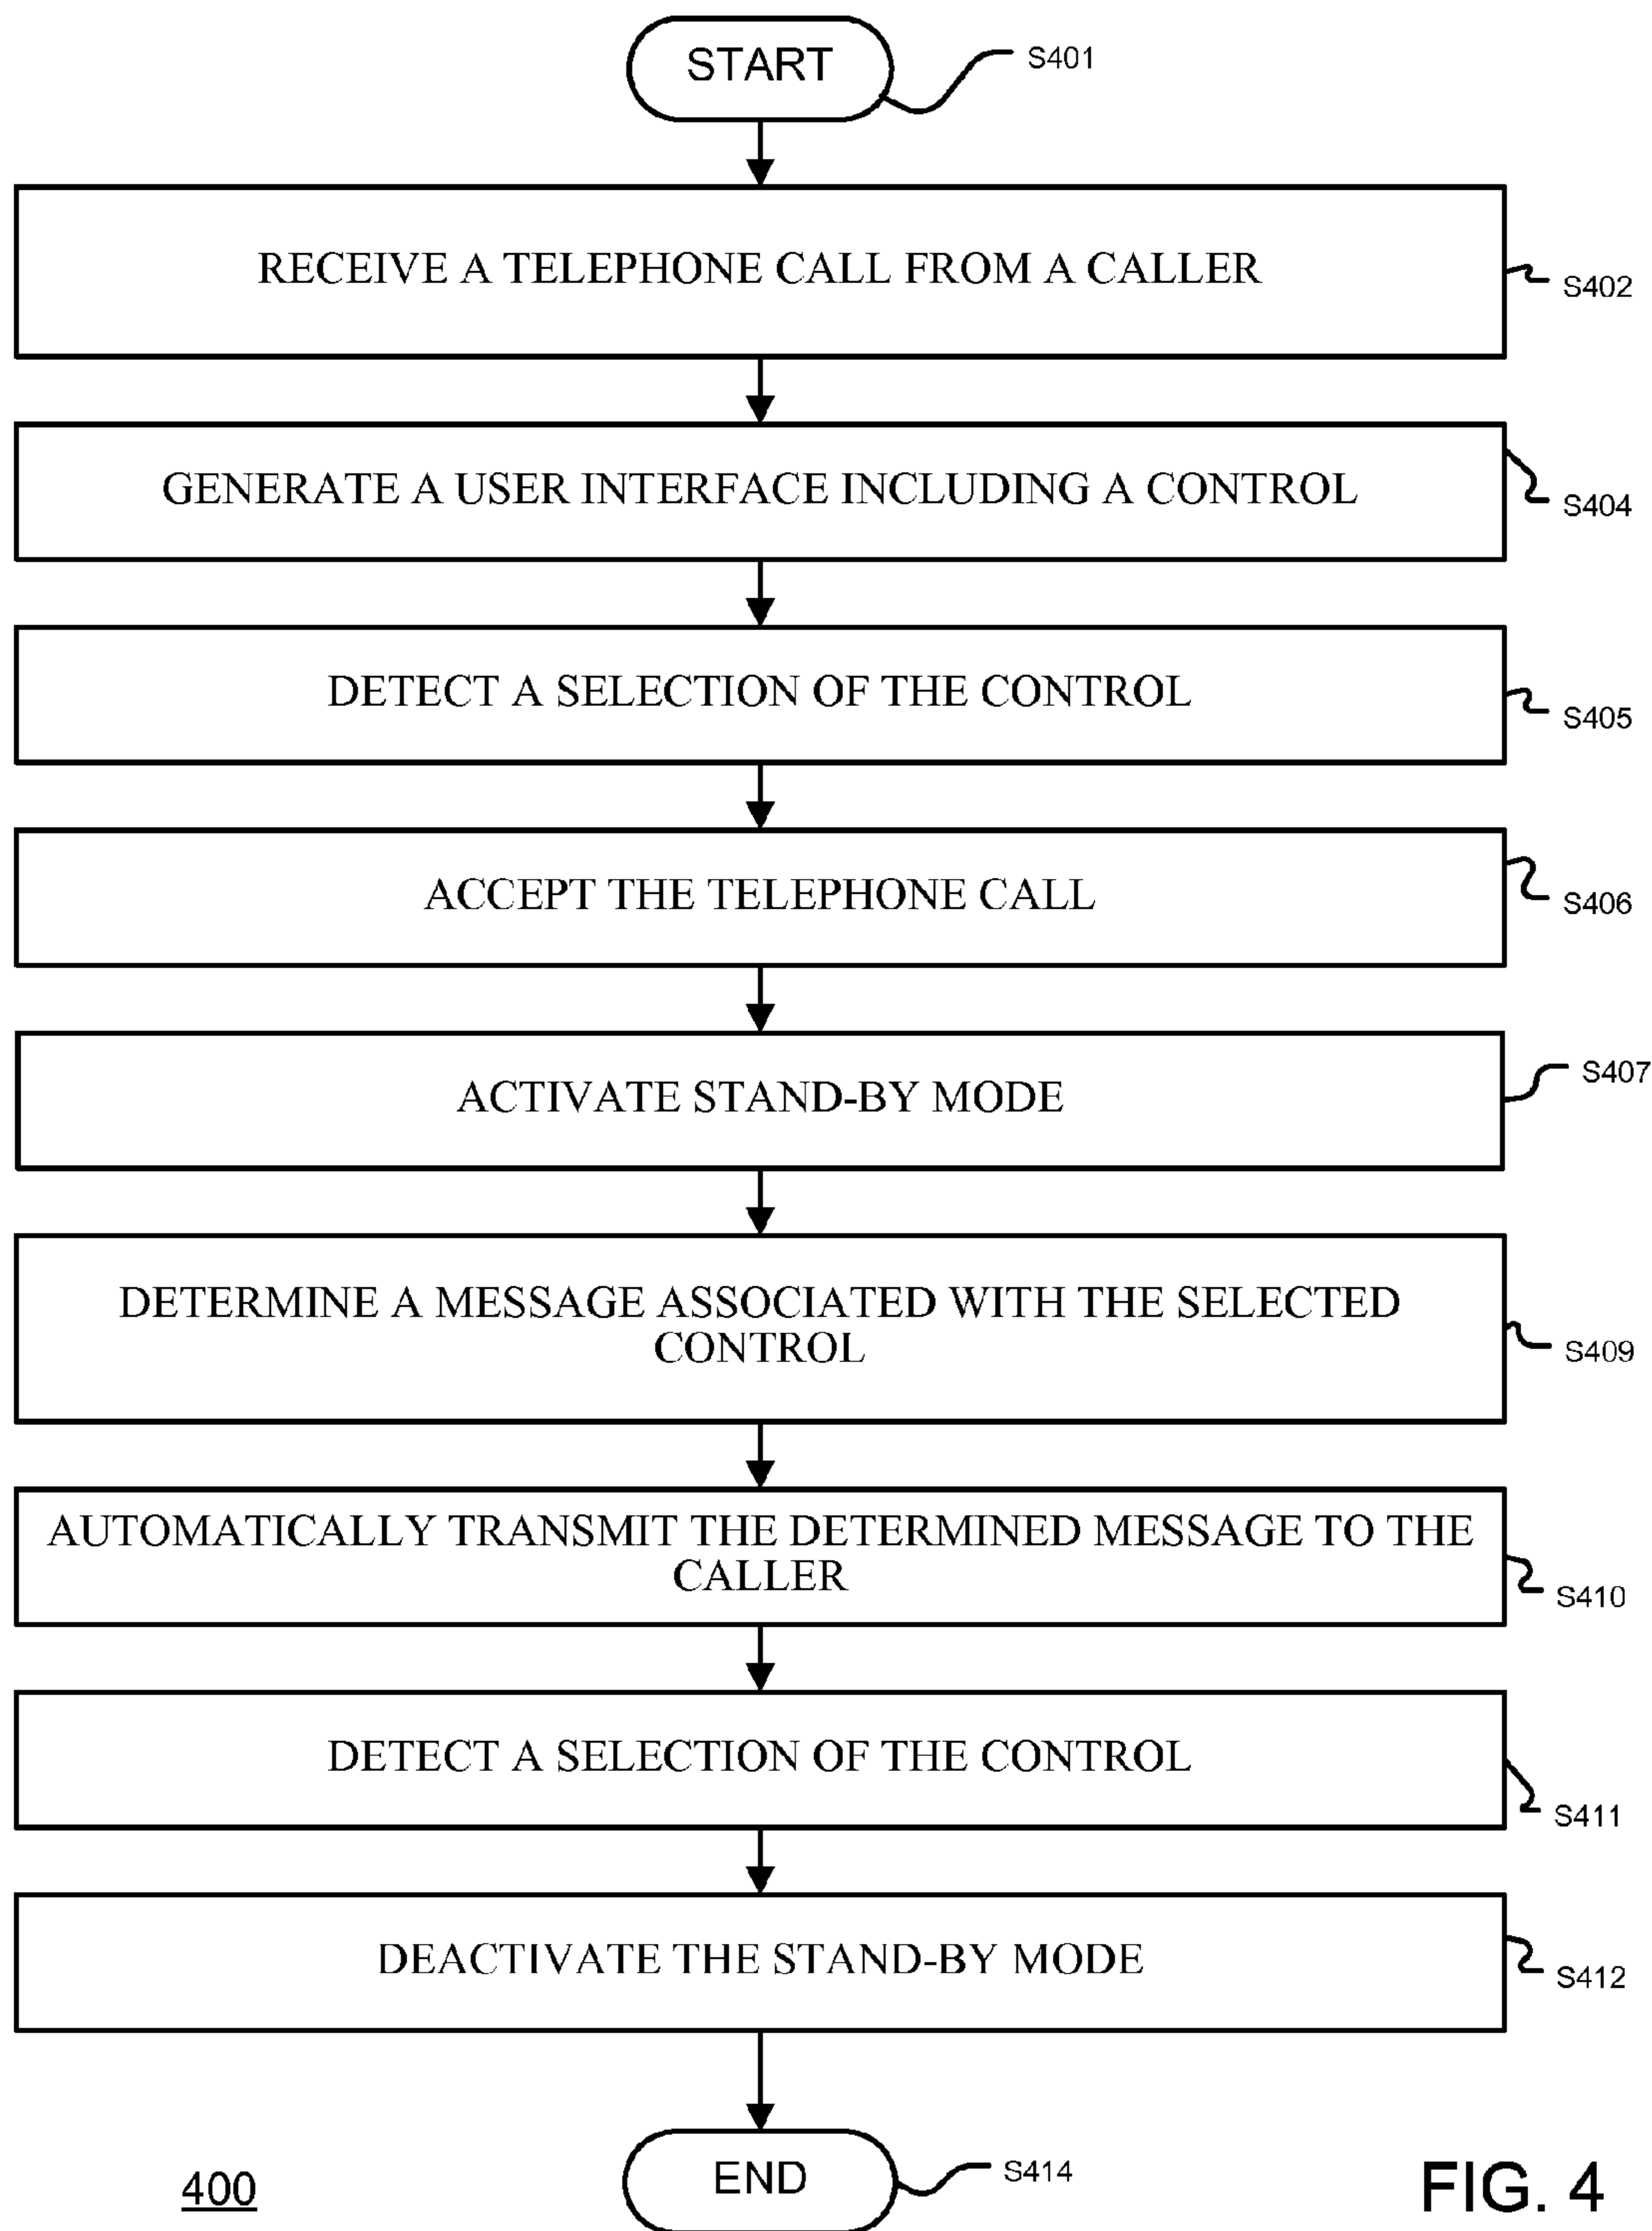 START
S401
RECEIVE A TELEPHONE CALL FROM A CALLER
S402
GENERATE A USER INTERFACE INCLUDING A CONTROL
S404
DETECT A SELECTION OF THE CONTROL
S405
ACCEPT THE TELEPHONE CALL
S406
ACTIVATE STAND-BY MODE
S407
DETERMINE A MESSAGE ASSOCIATED WITH THE SELECTED
CONTROL
S409
AUTOMATICALLY TRANSMIT THE DETERMINED MESSAGE TO THE
CALLER
S410
DETECT A SELECTION OF THE CONTROL
S411
DEACTIVATE THE STAND-BY MODE
S412
END
S414
400
FIG. 4